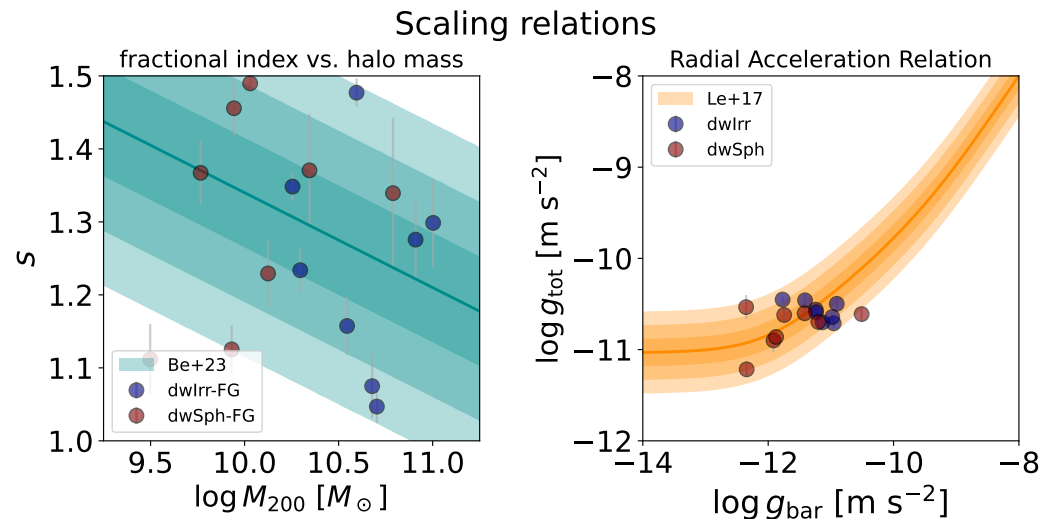 Scaling relations
fractional index vs. halo mass
1.5
1.4
1.3
1.2
1.1
1.0
s
Be+23
dwIrr-FG
dwSph-FG
9.5 10.0 10.5 11.0
log M₂₀₀ [M⊙]
Radial Acceleration Relation
−8
−9
−10
−11
−12
log g_tot [m s⁻²]
Le+17
dwIrr
dwSph
−14 −12 −10 −8
log g_bar [m s⁻²]